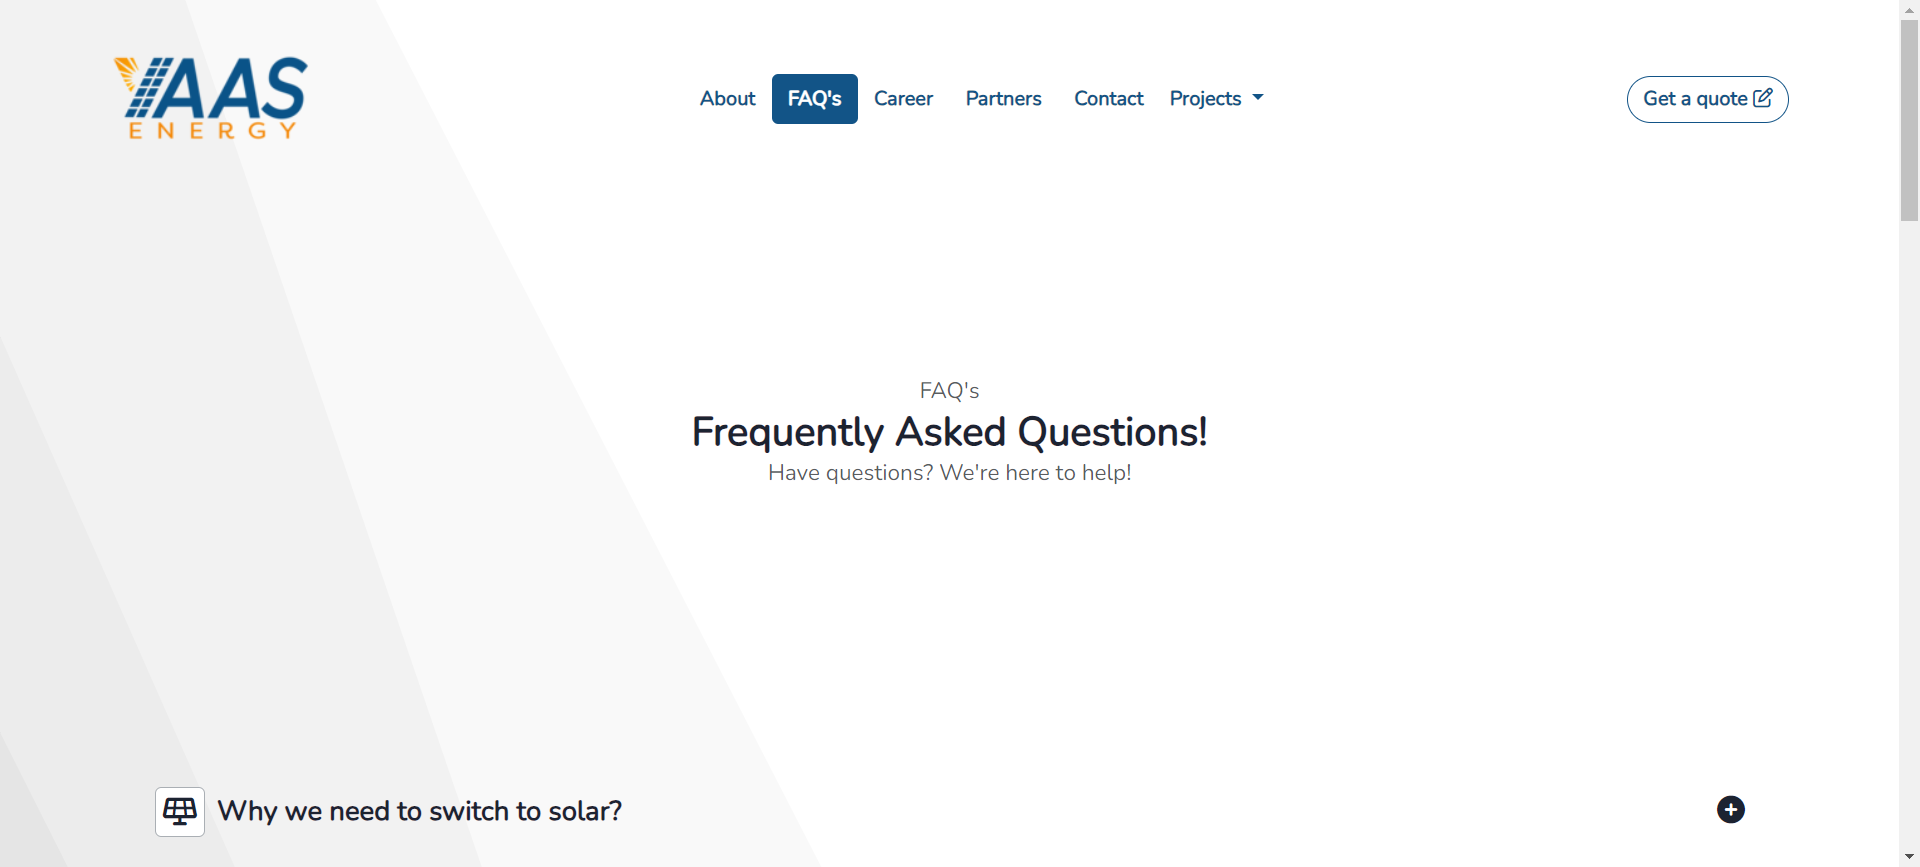 YAAS
ENERGY
About FAQ's Career Partners Contact Projects
Get a quote
FAQ's
Frequently Asked Questions!
Have questions? We're here to help!
Why we need to switch to solar?